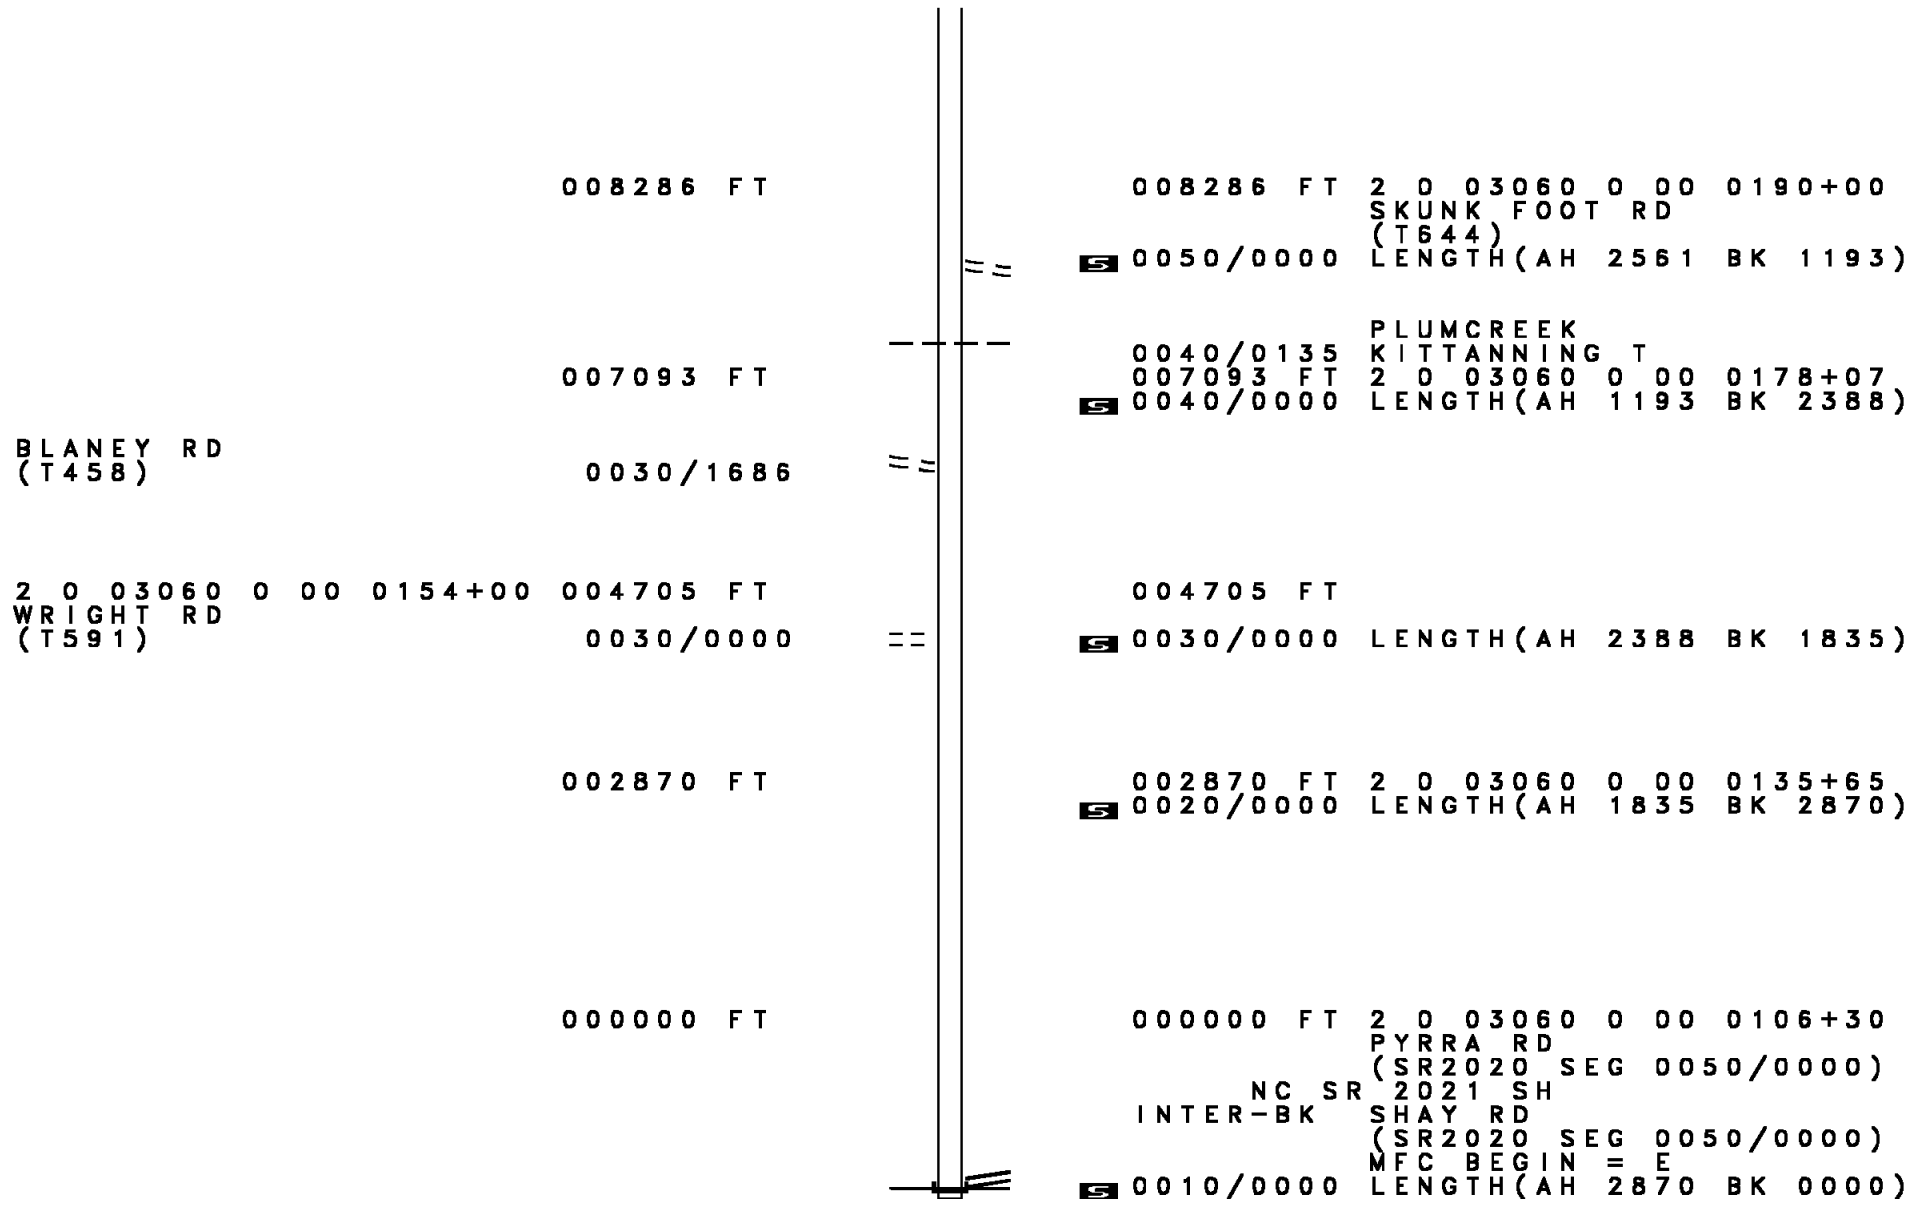 008286 FT 008286 FT 2 0 03060 0 00 0190+00
SKUNK FOOT RD
(T644)
S 0050/0000 LENGTH(AH 2561 BK 1193)
PLUMCREEK
0040/0135 KITTANNING T
007093 FT 007093 FT 2 0 03060 0 00 0178+07
S 0040/0000 LENGTH(AH 1193 BK 2388)
BLANEY RD
(T458) 0030/1686
2 0 03060 0 00 0154+00 004705 FT 004705 FT
WRIGHT RD
(T591) 0030/0000 S 0030/0000 LENGTH(AH 2388 BK 1835)
002870 FT 002870 FT 2 0 03060 0 00 0135+65
S 0020/0000 LENGTH(AH 1835 BK 2870)
000000 FT 000000 FT 2 0 03060 0 00 0106+30
PYRRA RD
(SR2020 SEG 0050/0000)
NC SR 2021 SH
INTER-BK SHAY RD
(SR2020 SEG 0050/0000)
MFC BEGIN = E
S 0010/0000 LENGTH(AH 2870 BK 0000)